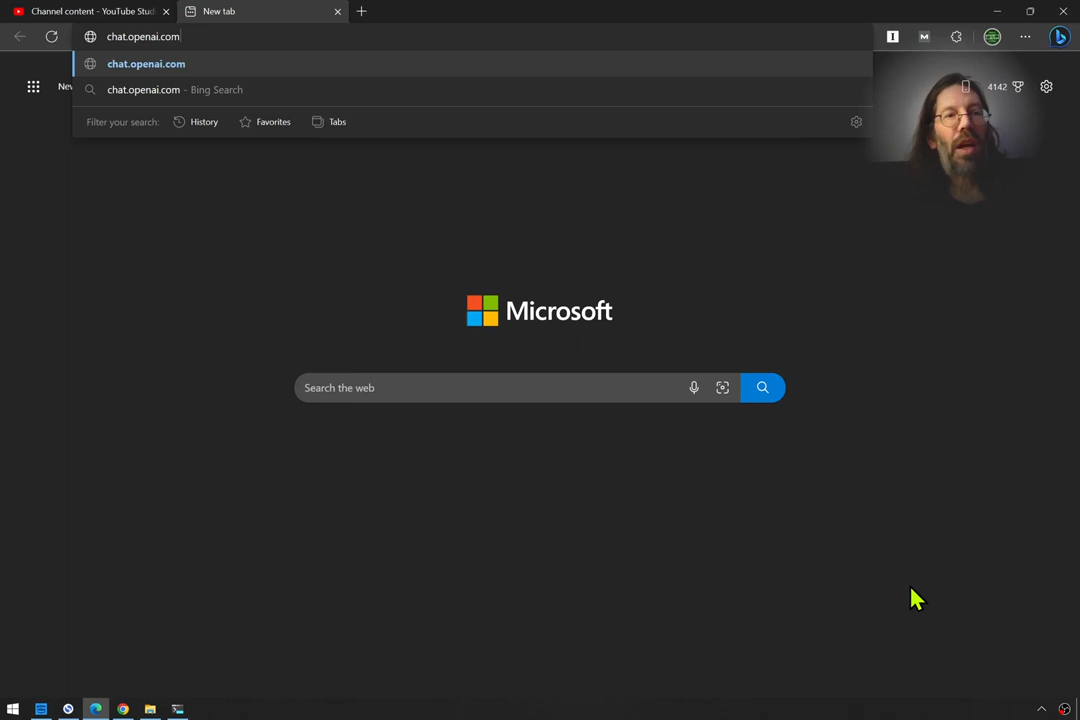 Channel content - YouTube Stud
New tab
chat.openai.com
chat.openai.com
chat.openai.com - Bing Search
Filter your search:
History
Favorites
Tabs
4142
Microsoft
Search the web